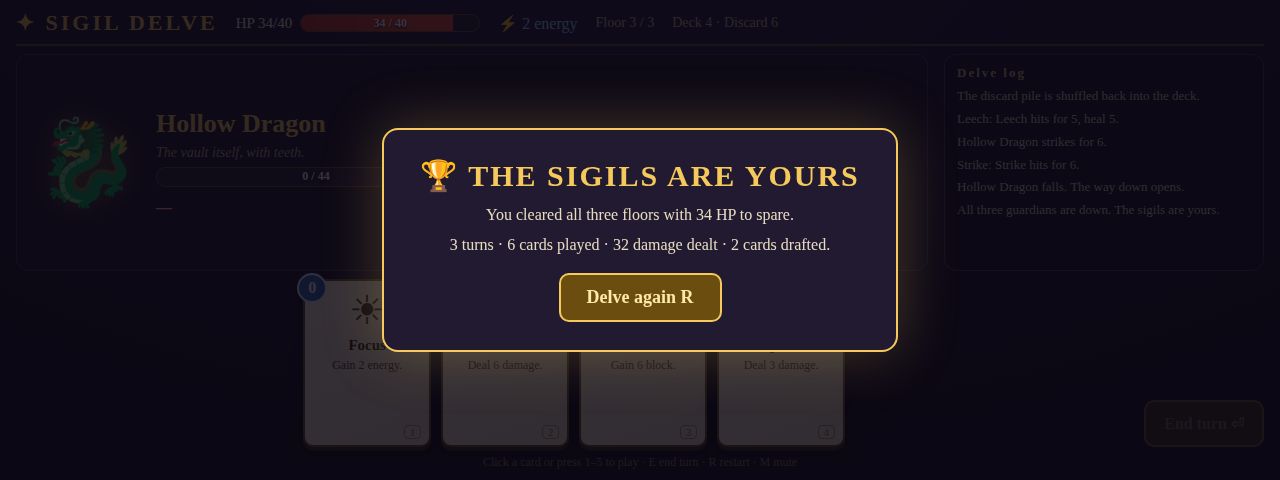 ✦ SIGIL DELVE HP 34/40 34 / 40 ⚡ 2 energy Floor 3 / 3 Deck 4 · Discard 6
Hollow Dragon
The vault itself, with teeth.
0 / 44
—
Delve log
The discard pile is shuffled back into the deck.
Leech: Leech hits for 5, heal 5.
Hollow Dragon strikes for 6.
Strike: Strike hits for 6.
Hollow Dragon falls. The way down opens.
All three guardians are down. The sigils are yours.
🏆 THE SIGILS ARE YOURS
You cleared all three floors with 34 HP to spare.
3 turns · 6 cards played · 32 damage dealt · 2 cards drafted.
Delve again R
0
Focus
Gain 2 energy.
1
Deal 6 damage.
2
Gain 6 block.
3
Deal 3 damage.
4
End turn ⏎
Click a card or press 1–5 to play · E end turn · R restart · M mute